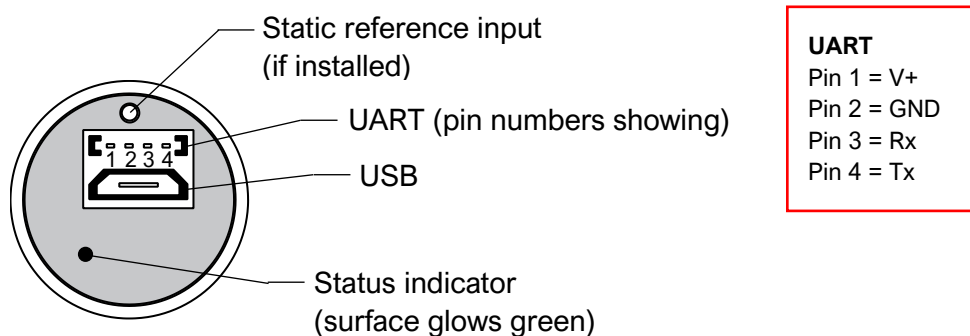 Static reference input
(if installed)
UART (pin numbers showing)
1 2 3 4
USB
Status indicator
(surface glows green)
UART
Pin 1 = V+
Pin 2 = GND
Pin 3 = Rx
Pin 4 = Tx